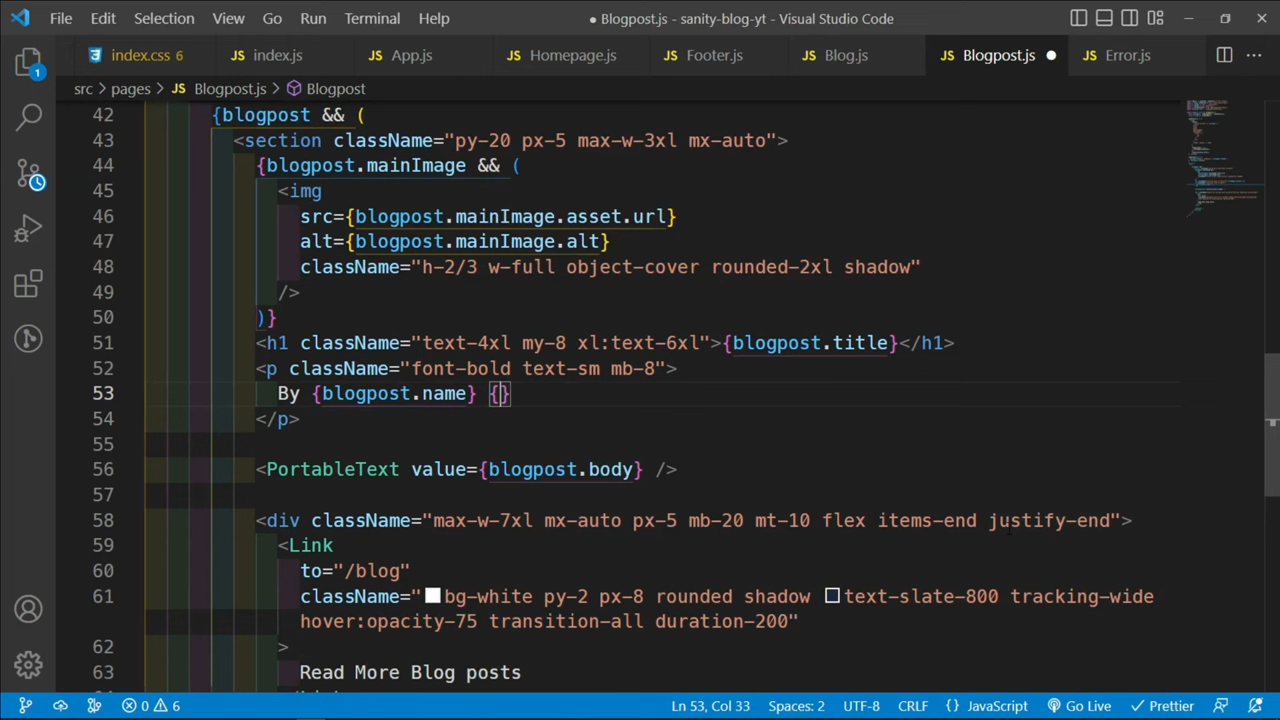 File Edit Selection View Go Run Terminal Help ● Blogpost.js - sanity-blog-yt - Visual Studio Code
index.css 6 JS index.js JS App.js JS Homepage.js JS Footer.js JS Blog.js JS Blogpost.js ● JS Error.js
src > pages > JS Blogpost.js > Blogpost
1
42 {blogpost && (
43 <section className="py-20 px-5 max-w-3xl mx-auto">
44 {blogpost.mainImage && (
45 <img
46 src={blogpost.mainImage.asset.url}
47 alt={blogpost.mainImage.alt}
48 className="h-2/3 w-full object-cover rounded-2xl shadow"
49 />
50 )}
51 <h1 className="text-4xl my-8 xl:text-6xl">{blogpost.title}</h1>
52 <p className="font-bold text-sm mb-8">
53 By {blogpost.name} {}
54 </p>
55
56 <PortableText value={blogpost.body} />
57
58 <div className="max-w-7xl mx-auto px-5 mb-20 mt-10 flex items-end justify-end">
59 <Link
60 to="/blog"
61 className="bg-white py-2 px-8 rounded shadow text-slate-800 tracking-wide
hover:opacity-75 transition-all duration-200"
62 >
63 Read More Blog posts
0 6 Ln 53, Col 33 Spaces: 2 UTF-8 CRLF {} JavaScript Go Live Prettier